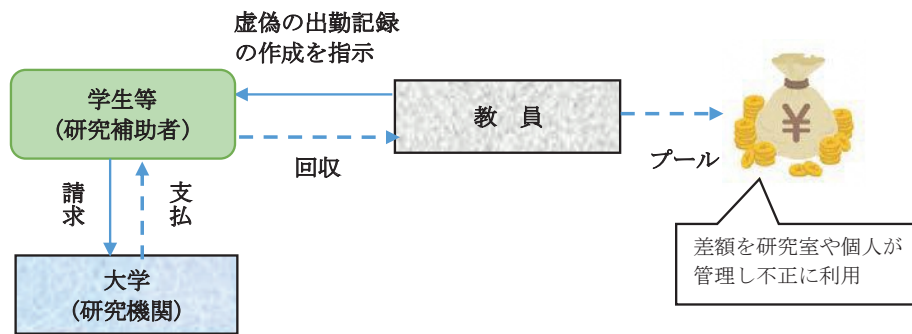 虚偽の出勤記録
の作成を指示
学生等
（研究補助者）
教　員
回収
プール
¥
請求
支払
差額を研究室や個人が
管理し不正に利用
大学
（研究機関）